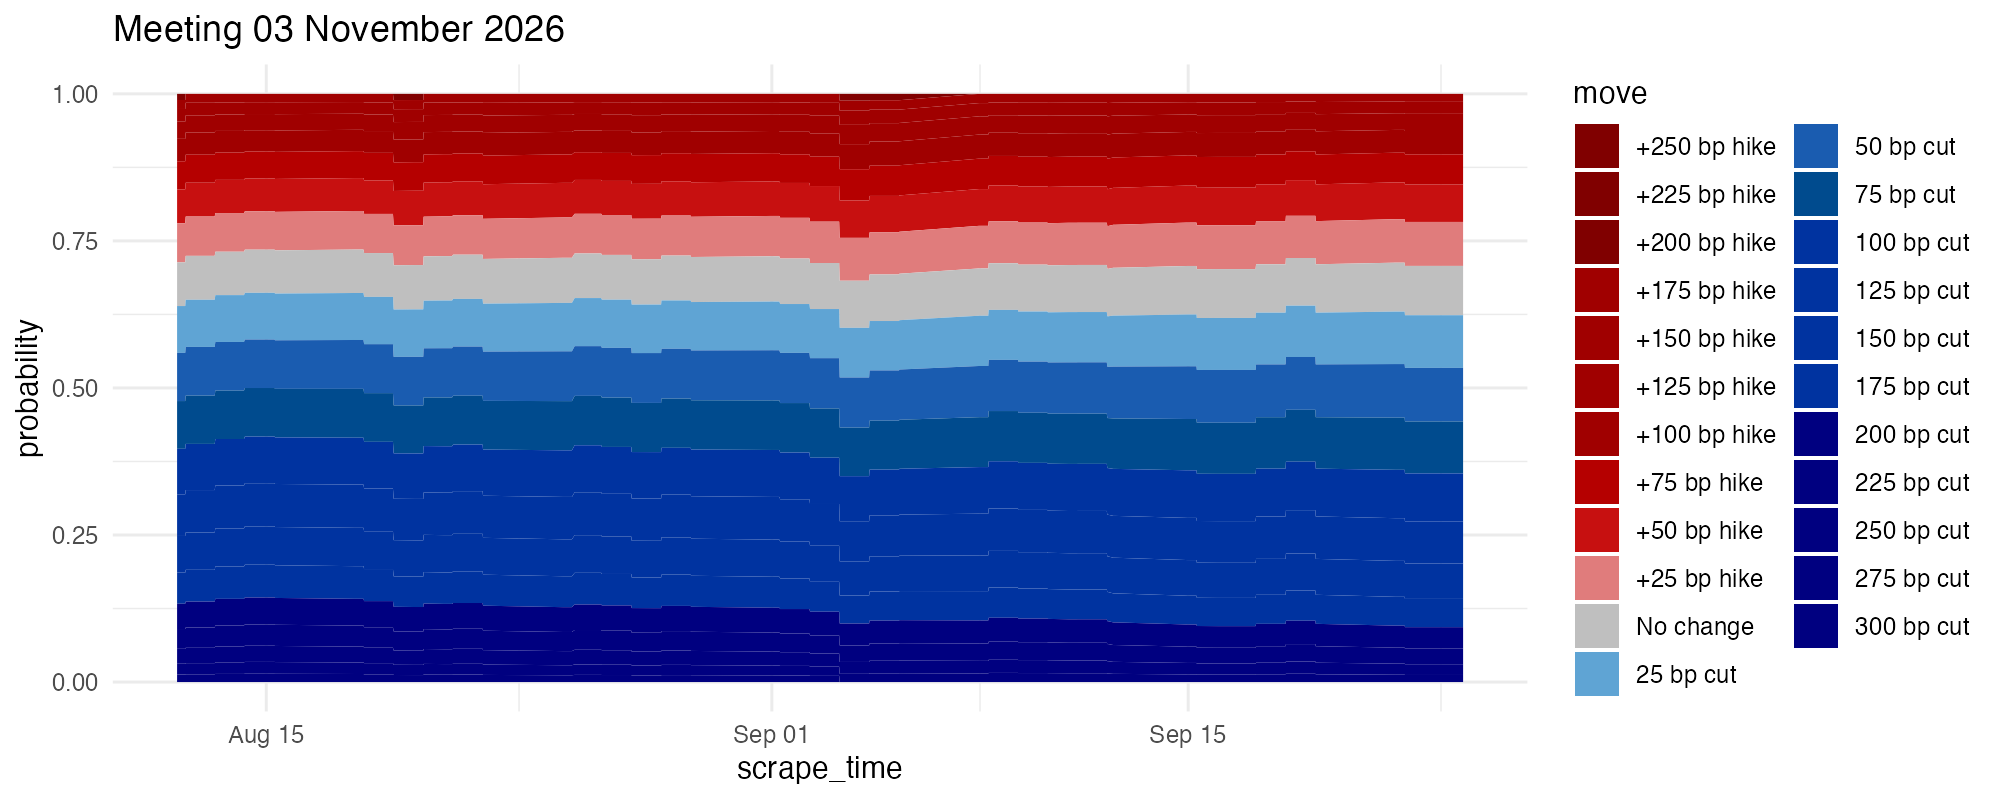 Meeting 03 November 2026
1.00
0.75
0.50
0.25
0.00
probability
Aug 15
Sep 01
Sep 15
scrape_time
move
+250 bp hike
+225 bp hike
+200 bp hike
+175 bp hike
+150 bp hike
+125 bp hike
+100 bp hike
+75 bp hike
+50 bp hike
+25 bp hike
No change
25 bp cut
50 bp cut
75 bp cut
100 bp cut
125 bp cut
150 bp cut
175 bp cut
200 bp cut
225 bp cut
250 bp cut
275 bp cut
300 bp cut